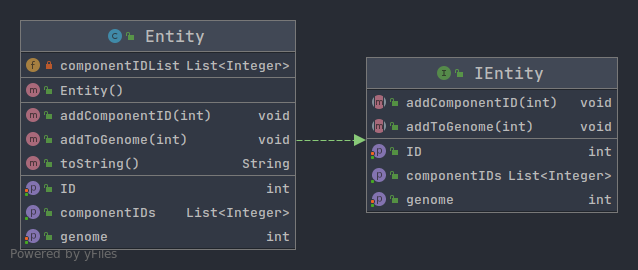 Entity
componentIDList List<Integer>
Entity()
addComponentID(int) void
addToGenome(int) void
toString() String
ID int
componentIDs List<Integer>
genome int
IEntity
addComponentID(int) void
addToGenome(int) void
ID int
componentIDs List<Integer>
genome int
Powered by yFiles